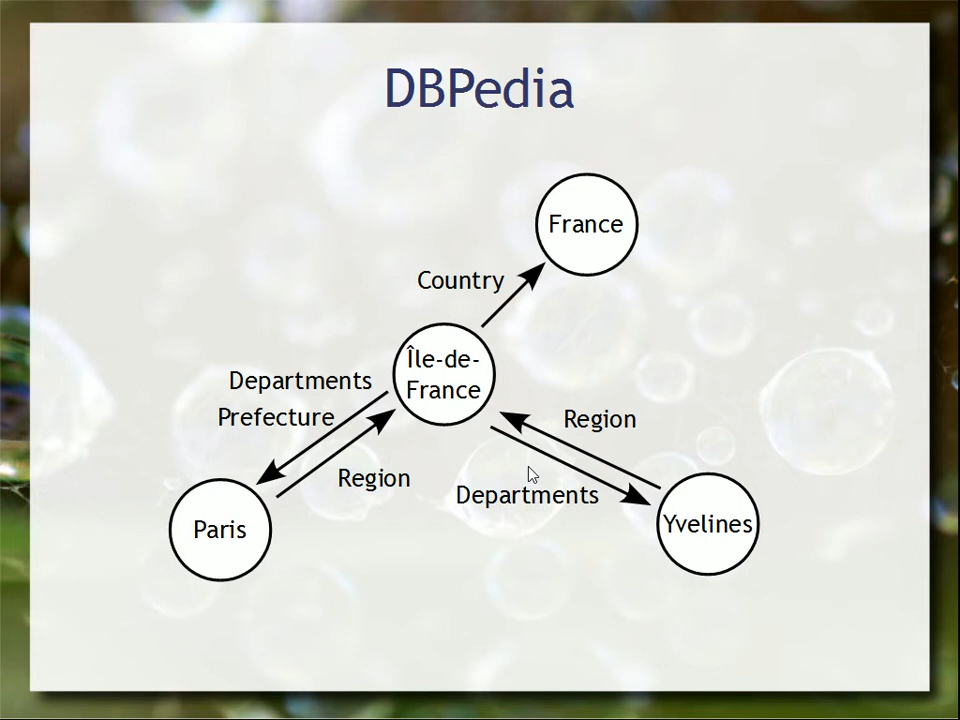 DBPedia
France
Country
Île-de-
France
Departments
Prefecture
Region
Region
Departments
Paris
Yvelines